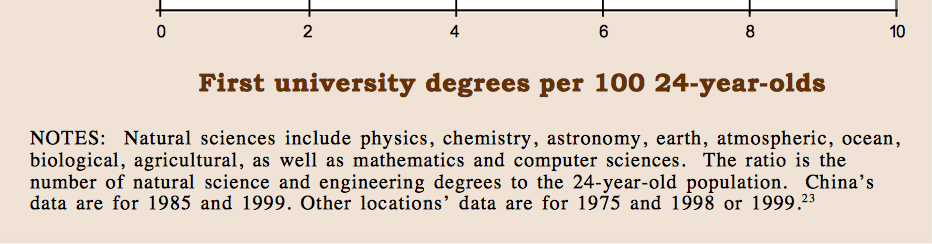 0 2 4 6 8 10
First university degrees per 100 24-year-olds
NOTES: Natural sciences include physics, chemistry, astronomy, earth, atmospheric, ocean,
biological, agricultural, as well as mathematics and computer sciences. The ratio is the
number of natural science and engineering degrees to the 24-year-old population. China's
data are for 1985 and 1999. Other locations' data are for 1975 and 1998 or 1999.23